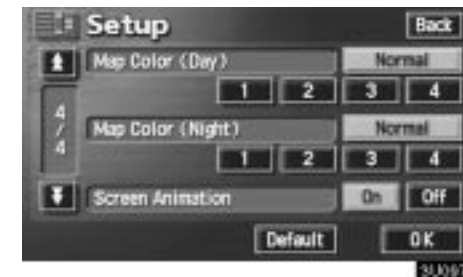 Setup Back
Map Color (Day) Normal
1 2 3 4
4
/
4
Map Color (Night) Normal
1 2 3 4
Screen Animation On Off
Default OK